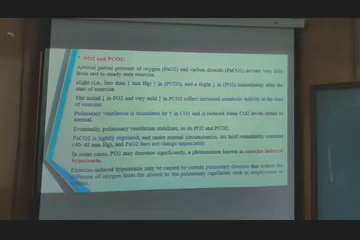 * PO2 and PCO2:
Arterial partial pressure of oxygen (PaO2) and carbon dioxide (PaCO2) deviate very little
from rest to steady state exercise.
slight (i.e., less than 1 mm Hg) ↑ in (PCO2), and a slight ↓ in (PO2) immediately after the
start of exercise.
The initial ↓ in PO2 and very mild ↑ in PCO2 reflect increased metabolic activity at the start of
exercise.
Pulmonary ventilation is stimulated by ↑ in CO2 and is reduced when CO2 levels return to
normal.
Eventually, pulmonary ventilation stabilizes, so do PO2 and PCO2.
PaCO2 is tightly regulated, and under normal circumstances, its held remarkably constant
(40- mm Hg), and PaO2 does not change appreciably.
In some cases, PO2 may decrease significantly, a phenomenon known as exercise-induced
hypoxemia.
Exercise-induced hypoxemia may be caused by certain pulmonary diseases that reduces the
diffusion of oxygen from the alveoli to the pulmonary capillaries such as emphysema or